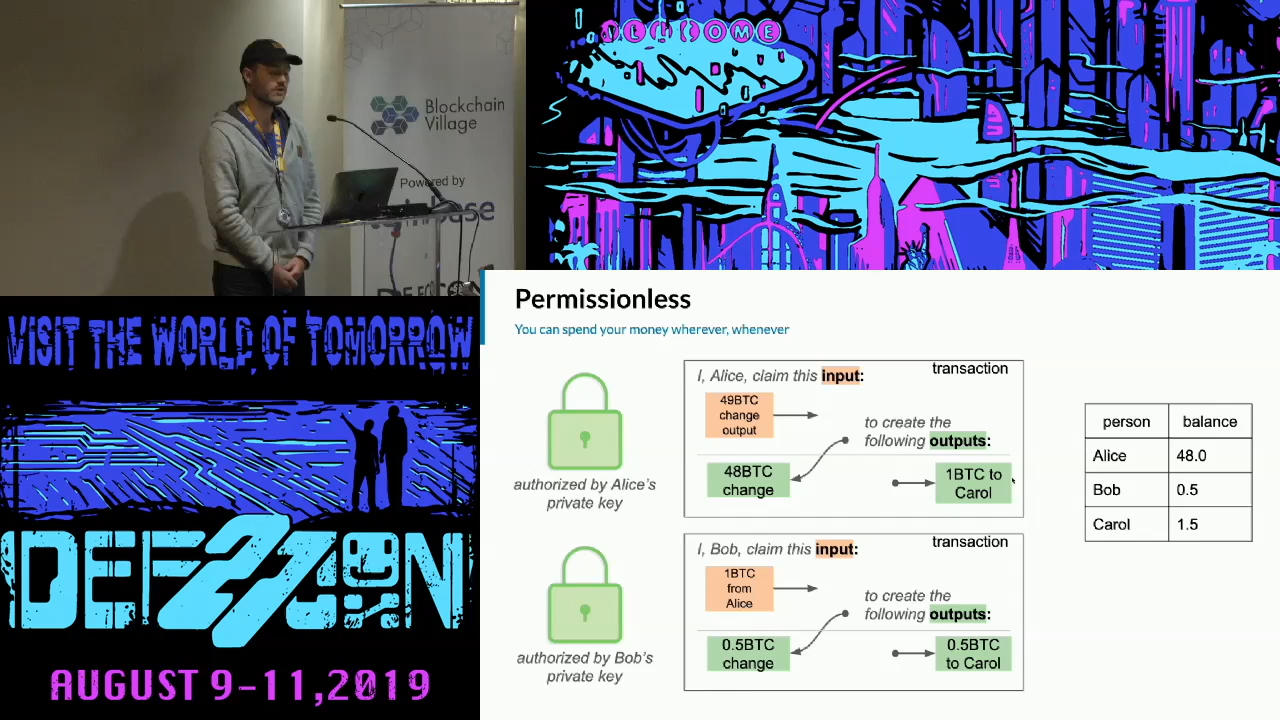 WELCOME
Blockchain
Village
Powered by
VISIT THE WORLD OF TOMORROW
DEFCON
AUGUST 9-11,2019
Permissionless
You can spend your money wherever, whenever
authorized by Alice's
private key
transaction
I, Alice, claim this input:
49BTC
change
output
to create the
following outputs:
48BTC
change
1BTC to
Carol
authorized by Bob's
private key
transaction
I, Bob, claim this input:
1BTC
from
Alice
to create the
following outputs:
0.5BTC
change
0.5BTC
to Carol
person balance
Alice 48.0
Bob 0.5
Carol 1.5